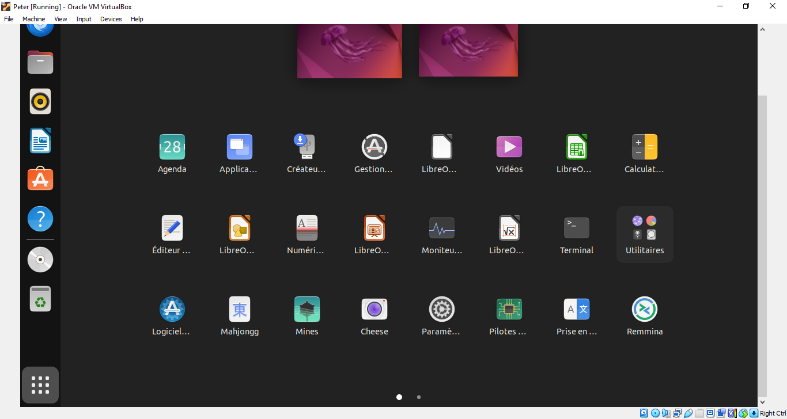 Peter [Running] - Oracle VM VirtualBox
File Machine View Input Devices Help
28
Agenda Applica... Créateu... Gestion... LibreO... Vidéos LibreO... Calculat...
Éditeur ... LibreO... Numéri... LibreO... Moniteu... LibreO... Terminal Utilitaires
東
Logiciel... Mahjongg Mines Cheese Paramè... Pilotes ... Prise en ... Remmina
Right Ctrl